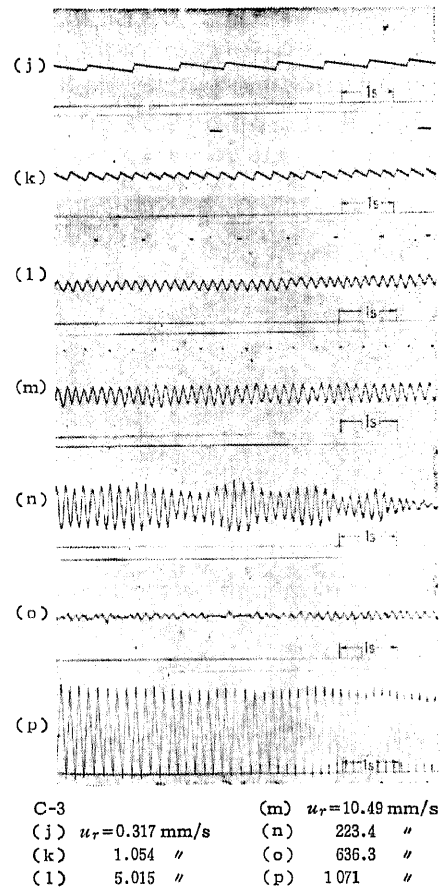 (j)
1s
(k)
1s
(l)
1s
(m)
1s
(n)
1s
(o)
1s
(p)
1s
C-3
(j) u_r=0.317 mm/s
(k) 1.054 〃
(l) 5.015 〃
(m) u_r=10.49 mm/s
(n) 223.4 〃
(o) 636.3 〃
(p) 1071 〃